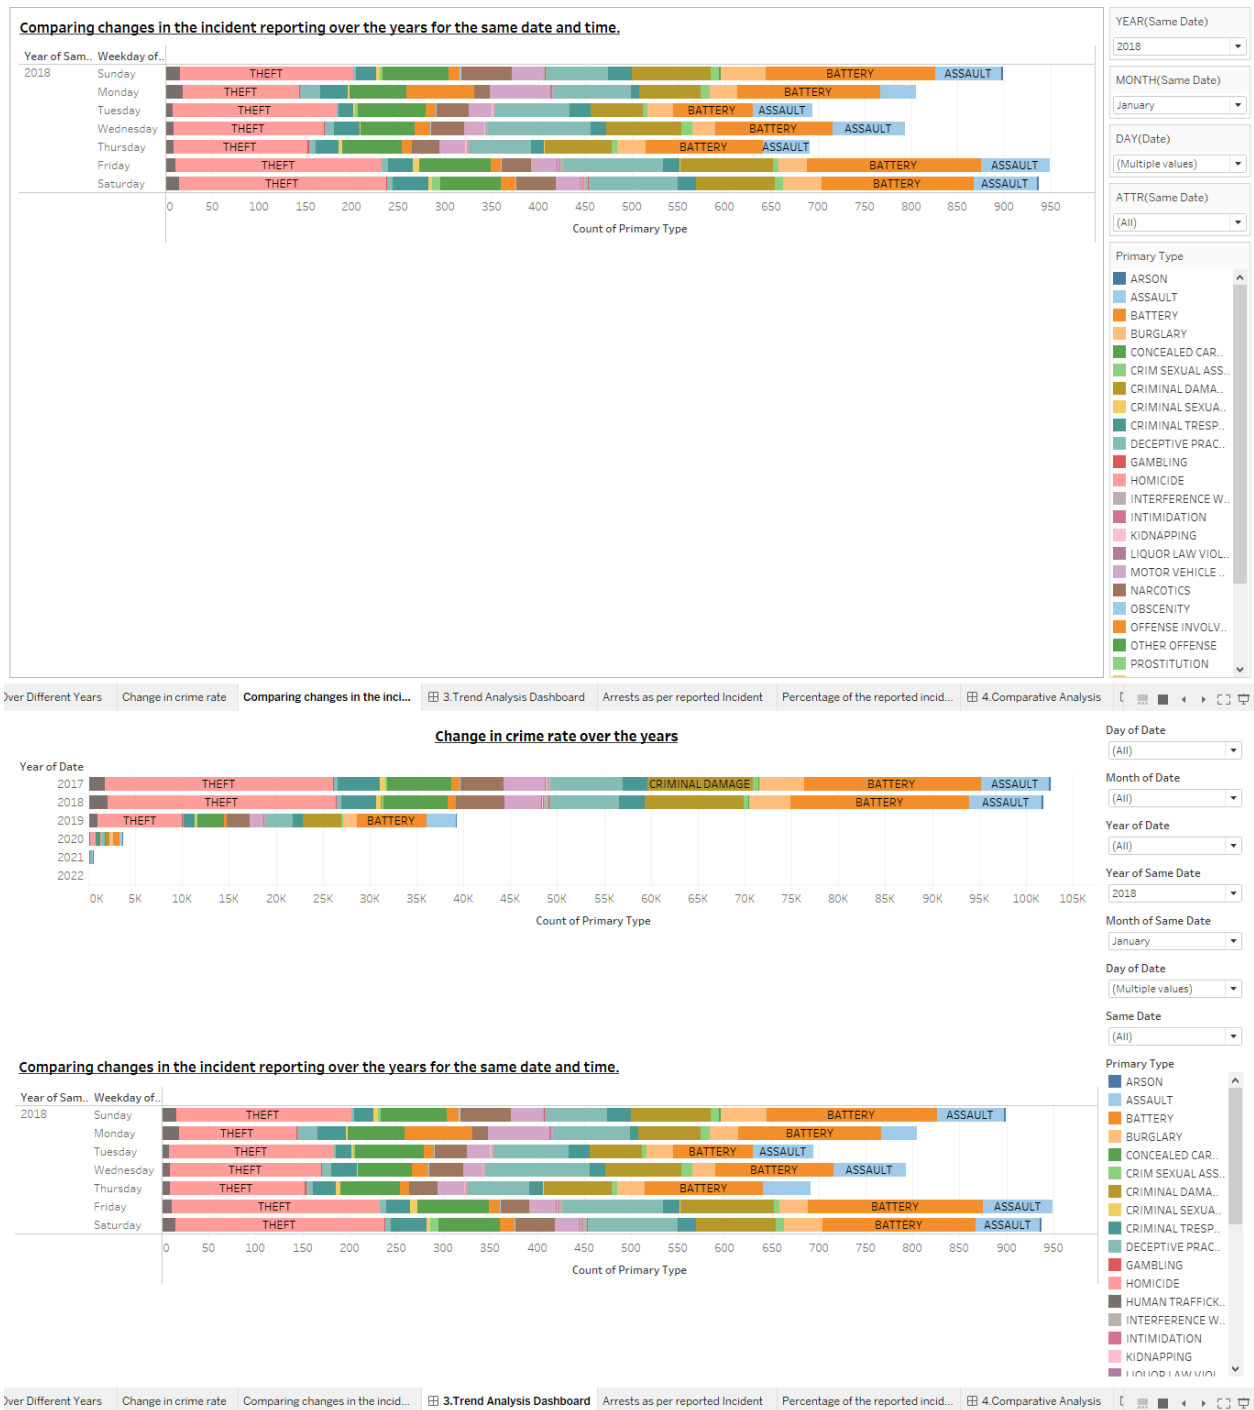 Comparing changes in the incident reporting over the years for the same date and time.
Year of Sam.. Weekday of..
2018 Sunday THEFT BATTERY ASSAULT
Monday THEFT BATTERY
Tuesday THEFT BATTERY ASSAULT
Wednesday THEFT BATTERY ASSAULT
Thursday THEFT BATTERY ASSAULT
Friday THEFT BATTERY ASSAULT
Saturday THEFT BATTERY ASSAULT
0 50 100 150 200 250 300 350 400 450 500 550 600 650 700 750 800 850 900 950
Count of Primary Type
YEAR(Same Date)
2018
MONTH(Same Date)
January
DAY(Date)
(Multiple values)
ATTR(Same Date)
(All)
Primary Type
ARSON
ASSAULT
BATTERY
BURGLARY
CONCEALED CAR..
CRIM SEXUAL ASS..
CRIMINAL DAMA..
CRIMINAL SEXUA..
CRIMINAL TRESP..
DECEPTIVE PRAC..
GAMBLING
HOMICIDE
INTERFERENCE W..
INTIMIDATION
KIDNAPPING
LIQUOR LAW VIOL..
MOTOR VEHICLE ..
NARCOTICS
OBSCENITY
OFFENSE INVOLV..
OTHER OFFENSE
PROSTITUTION
Over Different Years Change in crime rate Comparing changes in the inci... 3.Trend Analysis Dashboard Arrests as per reported Incident Percentage of the reported incid... 4.Comparative Analysis
Change in crime rate over the years
Year of Date
2017 THEFT CRIMINAL DAMAGE BATTERY ASSAULT
2018 THEFT BATTERY ASSAULT
2019 THEFT BATTERY
2020
2021
2022
0K 5K 10K 15K 20K 25K 30K 35K 40K 45K 50K 55K 60K 65K 70K 75K 80K 85K 90K 95K 100K 105K
Count of Primary Type
Day of Date
(All)
Month of Date
(All)
Year of Date
(All)
Year of Same Date
2018
Month of Same Date
January
Day of Date
(Multiple values)
Same Date
(All)
Comparing changes in the incident reporting over the years for the same date and time.
Year of Sam.. Weekday of..
2018 Sunday THEFT BATTERY ASSAULT
Monday THEFT BATTERY
Tuesday THEFT BATTERY ASSAULT
Wednesday THEFT BATTERY ASSAULT
Thursday THEFT BATTERY
Friday THEFT BATTERY ASSAULT
Saturday THEFT BATTERY ASSAULT
0 50 100 150 200 250 300 350 400 450 500 550 600 650 700 750 800 850 900 950
Count of Primary Type
Primary Type
ARSON
ASSAULT
BATTERY
BURGLARY
CONCEALED CAR..
CRIM SEXUAL ASS..
CRIMINAL DAMA..
CRIMINAL SEXUA..
CRIMINAL TRESP..
DECEPTIVE PRAC..
GAMBLING
HOMICIDE
HUMAN TRAFFICK..
INTERFERENCE W..
INTIMIDATION
KIDNAPPING
LIQUOR LAW VIOL..
Over Different Years Change in crime rate Comparing changes in the incid... 3.Trend Analysis Dashboard Arrests as per reported Incident Percentage of the reported incid... 4.Comparative Analysis